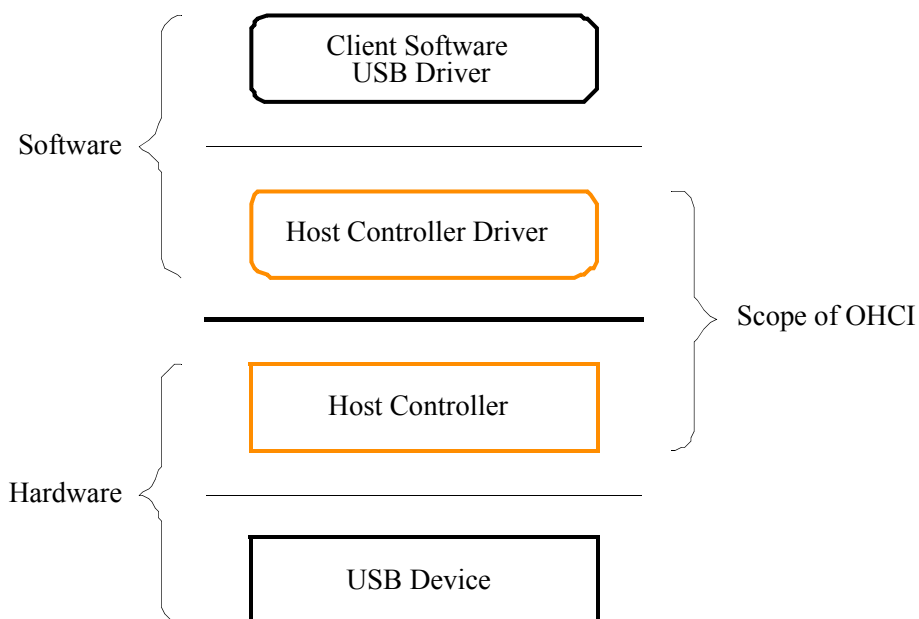 Client Software
USB Driver
Software
Host Controller Driver
Scope of OHCI
Host Controller
Hardware
USB Device